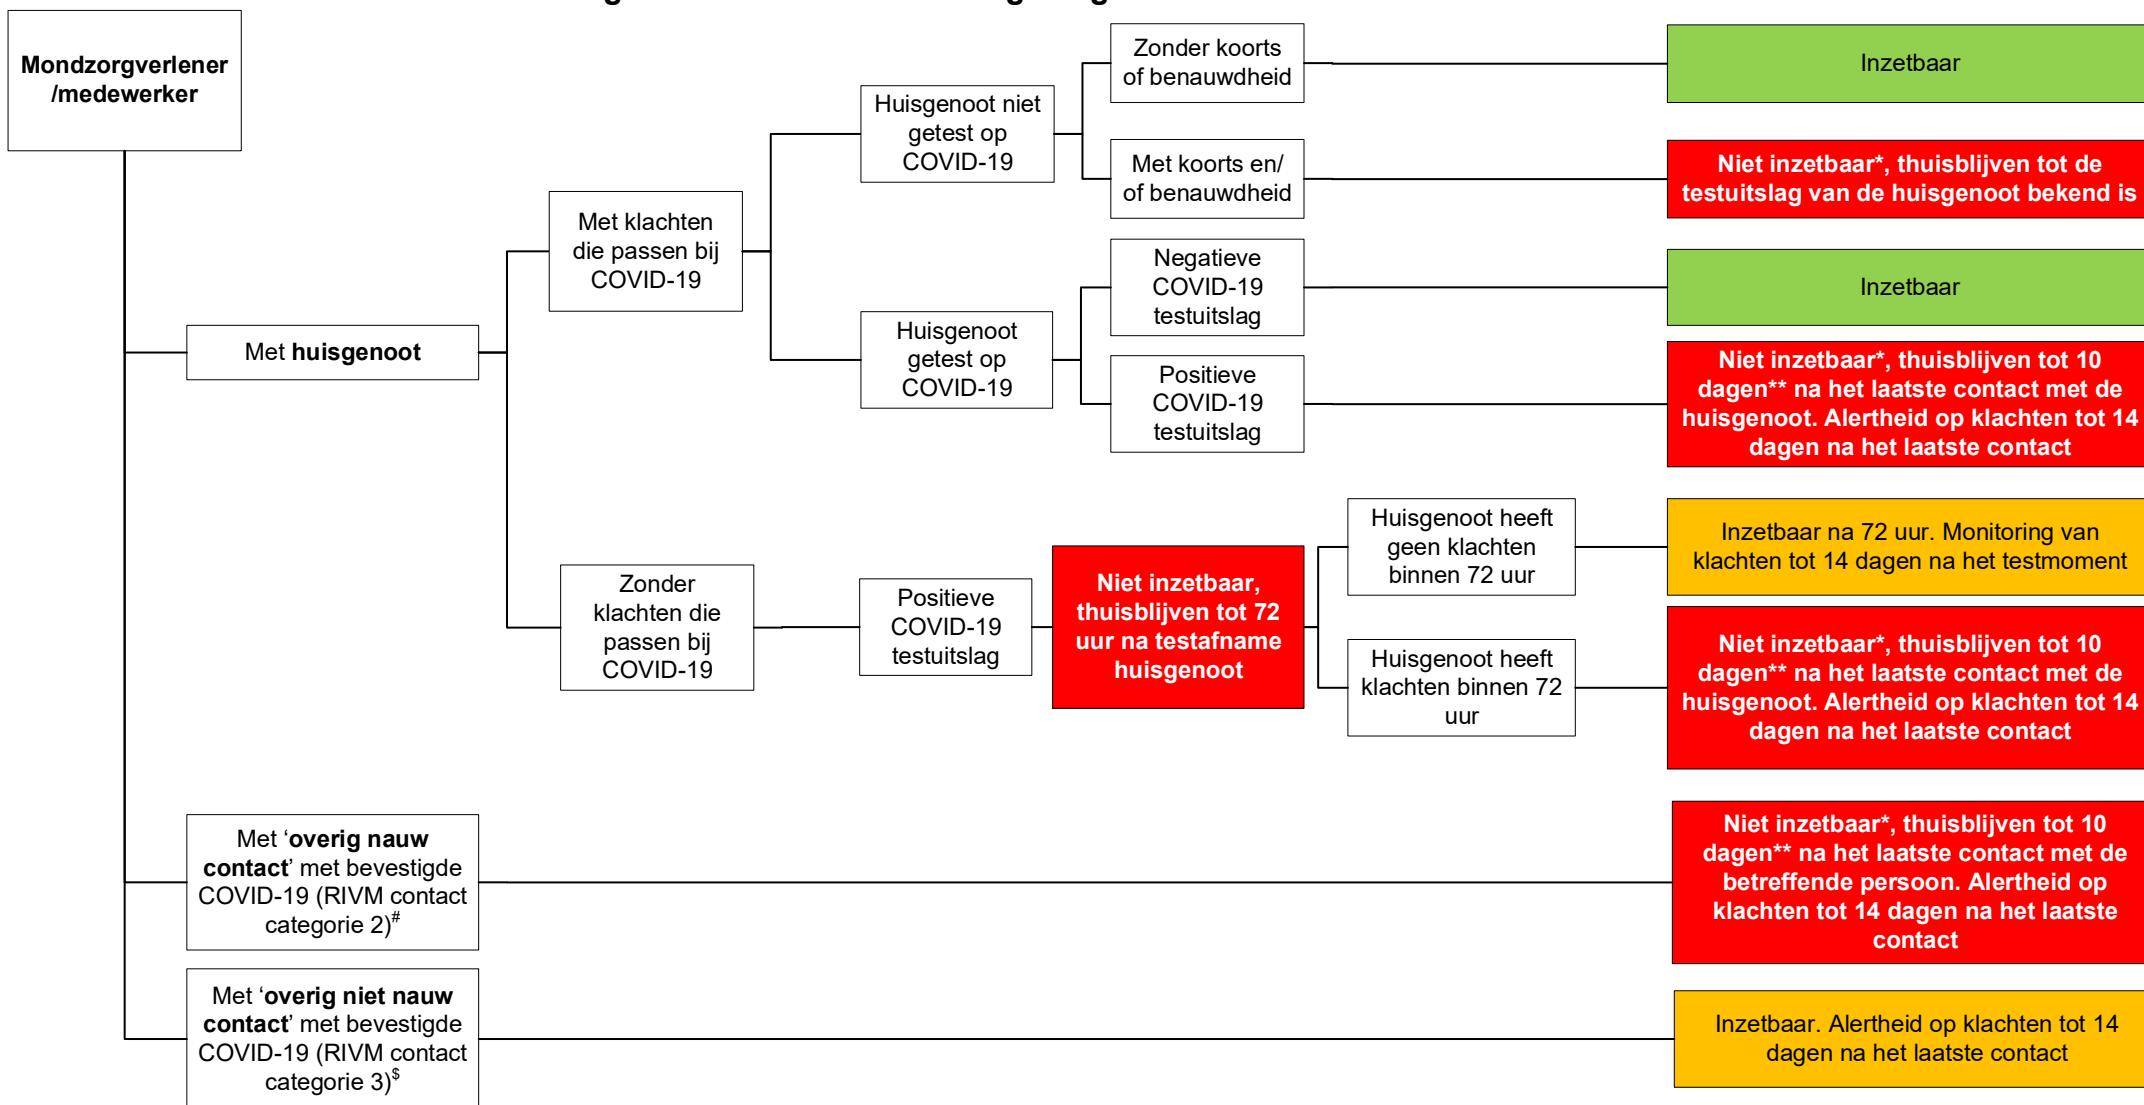 Mondzorgverlener
/medewerker
Zonder koorts
of benauwdheid
Inzetbaar
Huisgenoot niet
getest op
COVID-19
Met koorts en/
of benauwdheid
Niet inzetbaar*, thuisblijven tot de
testuitslag van de huisgenoot bekend is
Met klachten
die passen bij
COVID-19
Negatieve
COVID-19
testuitslag
Inzetbaar
Met huisgenoot
Huisgenoot
getest op
COVID-19
Positieve
COVID-19
testuitslag
Niet inzetbaar*, thuisblijven tot 10
dagen** na het laatste contact met de
huisgenoot. Alertheid op klachten tot 14
dagen na het laatste contact
Zonder
klachten die
passen bij
COVID-19
Positieve
COVID-19
testuitslag
Niet inzetbaar,
thuisblijven tot 72
uur na testafname
huisgenoot
Huisgenoot heeft
geen klachten
binnen 72 uur
Inzetbaar na 72 uur. Monitoring van
klachten tot 14 dagen na het testmoment
Huisgenoot heeft
klachten binnen 72
uur
Niet inzetbaar*, thuisblijven tot 10
dagen** na het laatste contact met de
huisgenoot. Alertheid op klachten tot 14
dagen na het laatste contact
Met ‘overig nauw
contact’ met bevestigde
COVID-19 (RIVM contact
categorie 2)#
Niet inzetbaar*, thuisblijven tot 10
dagen** na het laatste contact met de
betreffende persoon. Alertheid op
klachten tot 14 dagen na het laatste
contact
Met ‘overig niet nauw
contact’ met bevestigde
COVID-19 (RIVM contact
categorie 3)$
Inzetbaar. Alertheid op klachten tot 14
dagen na het laatste contact